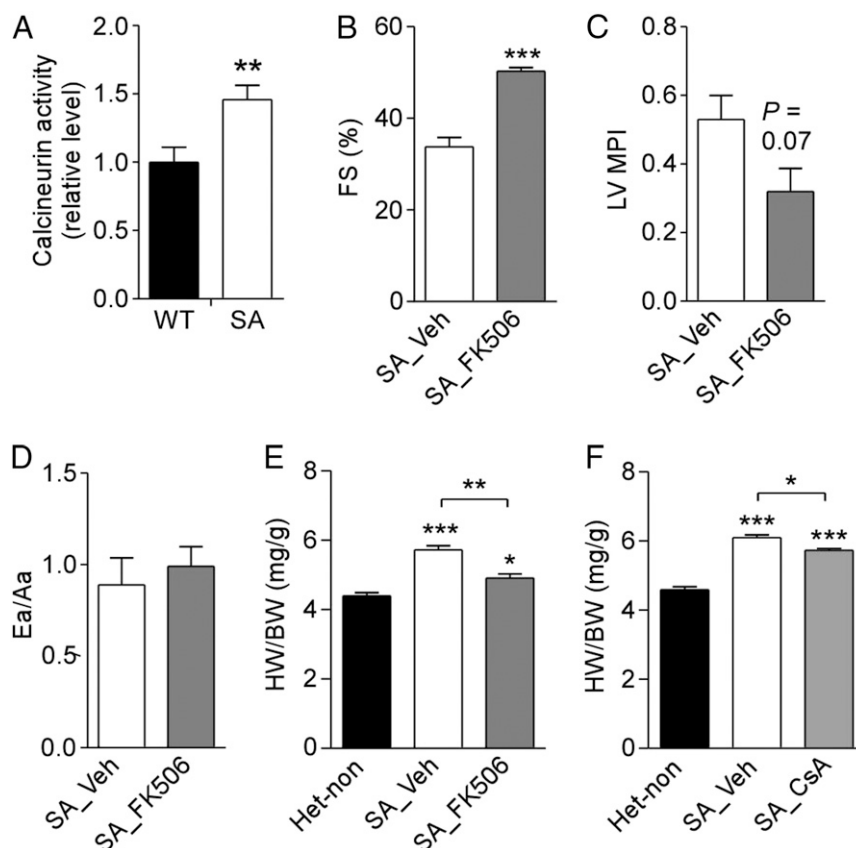 A
Calcineurin activity
(relative level)
2.0
1.5
1.0
0.5
0.0
**
WT
SA
B
FS (%)
60
40
20
0
***
SA_Veh
SA_FK506
C
LV MPI
0.8
0.6
0.4
0.2
0.0
P =
0.07
SA_Veh
SA_FK506
D
Ea/Aa
1.5
1.0
0.5
0.0
SA_Veh
SA_FK506
E
HW/BW (mg/g)
8
6
4
2
0
**
***
*
Het-non
SA_Veh
SA_FK506
F
HW/BW (mg/g)
8
6
4
2
0
*
***
***
Het-non
SA_Veh
SA_CsA